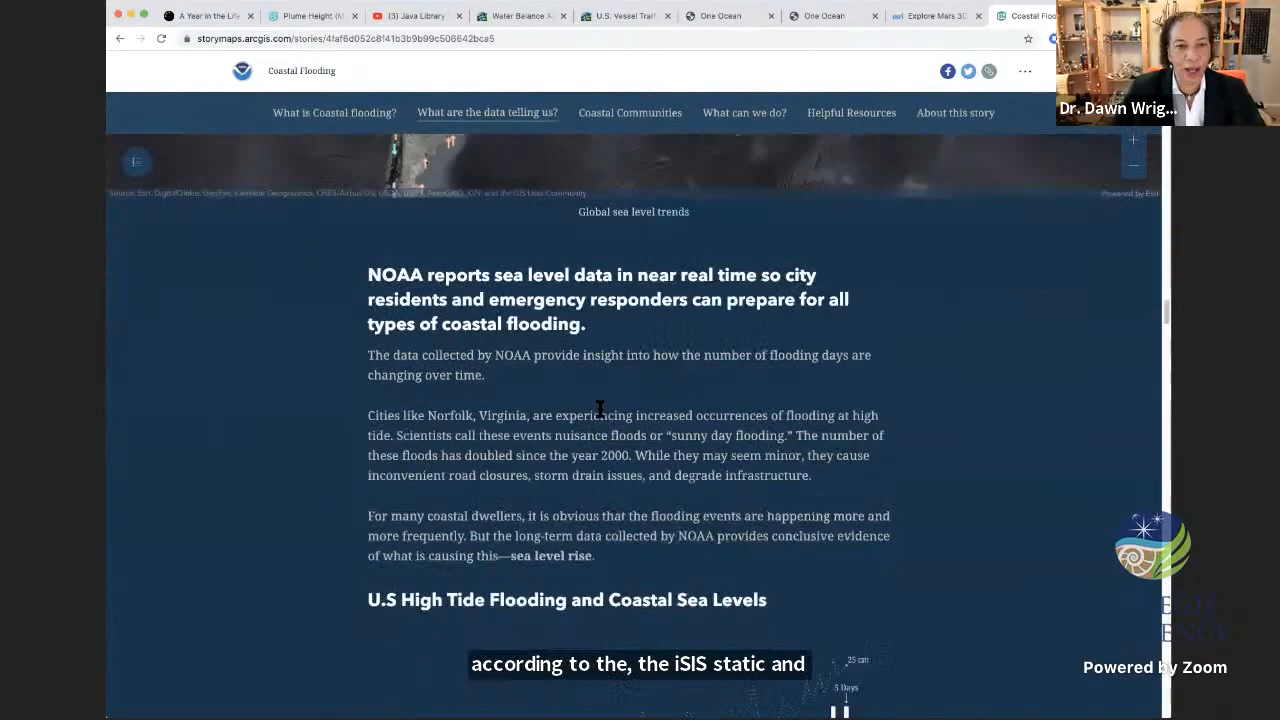 A Year in the Li
Plume Height (M
(3) Java Library
Water Balance
U.S. Vessel Traf
One Ocean
One Ocean
Explore Mars 3D
Coastal Floo
storymaps.arcgis.com/stories/4faf6d052c8f41b3b9b99c506642bca5
Dr. Dawn Wrig...
Coastal Flooding
What is Coastal flooding?
What are the data telling us?
Coastal Communities
What can we do?
Helpful Resources
About this story
Powered by Esri
Global sea level trends
NOAA reports sea level data in near real time so city
residents and emergency responders can prepare for all
types of coastal flooding.
The data collected by NOAA provide insight into how the number of flooding days are
changing over time.
Cities like Norfolk, Virginia, are experiencing increased occurrences of flooding at high
tide. Scientists call these events nuisance floods or “sunny day flooding.” The number of
these floods has doubled since the year 2000. While they may seem minor, they cause
inconvenient road closures, storm drain issues, and degrade infrastructure.
For many coastal dwellers, it is obvious that the flooding events are happening more and
more frequently. But the long-term data collected by NOAA provides conclusive evidence
of what is causing this—sea level rise.
U.S High Tide Flooding and Coastal Sea Levels
according to the, the iSIS static and
25 cm
5 Days
Powered by Zoom